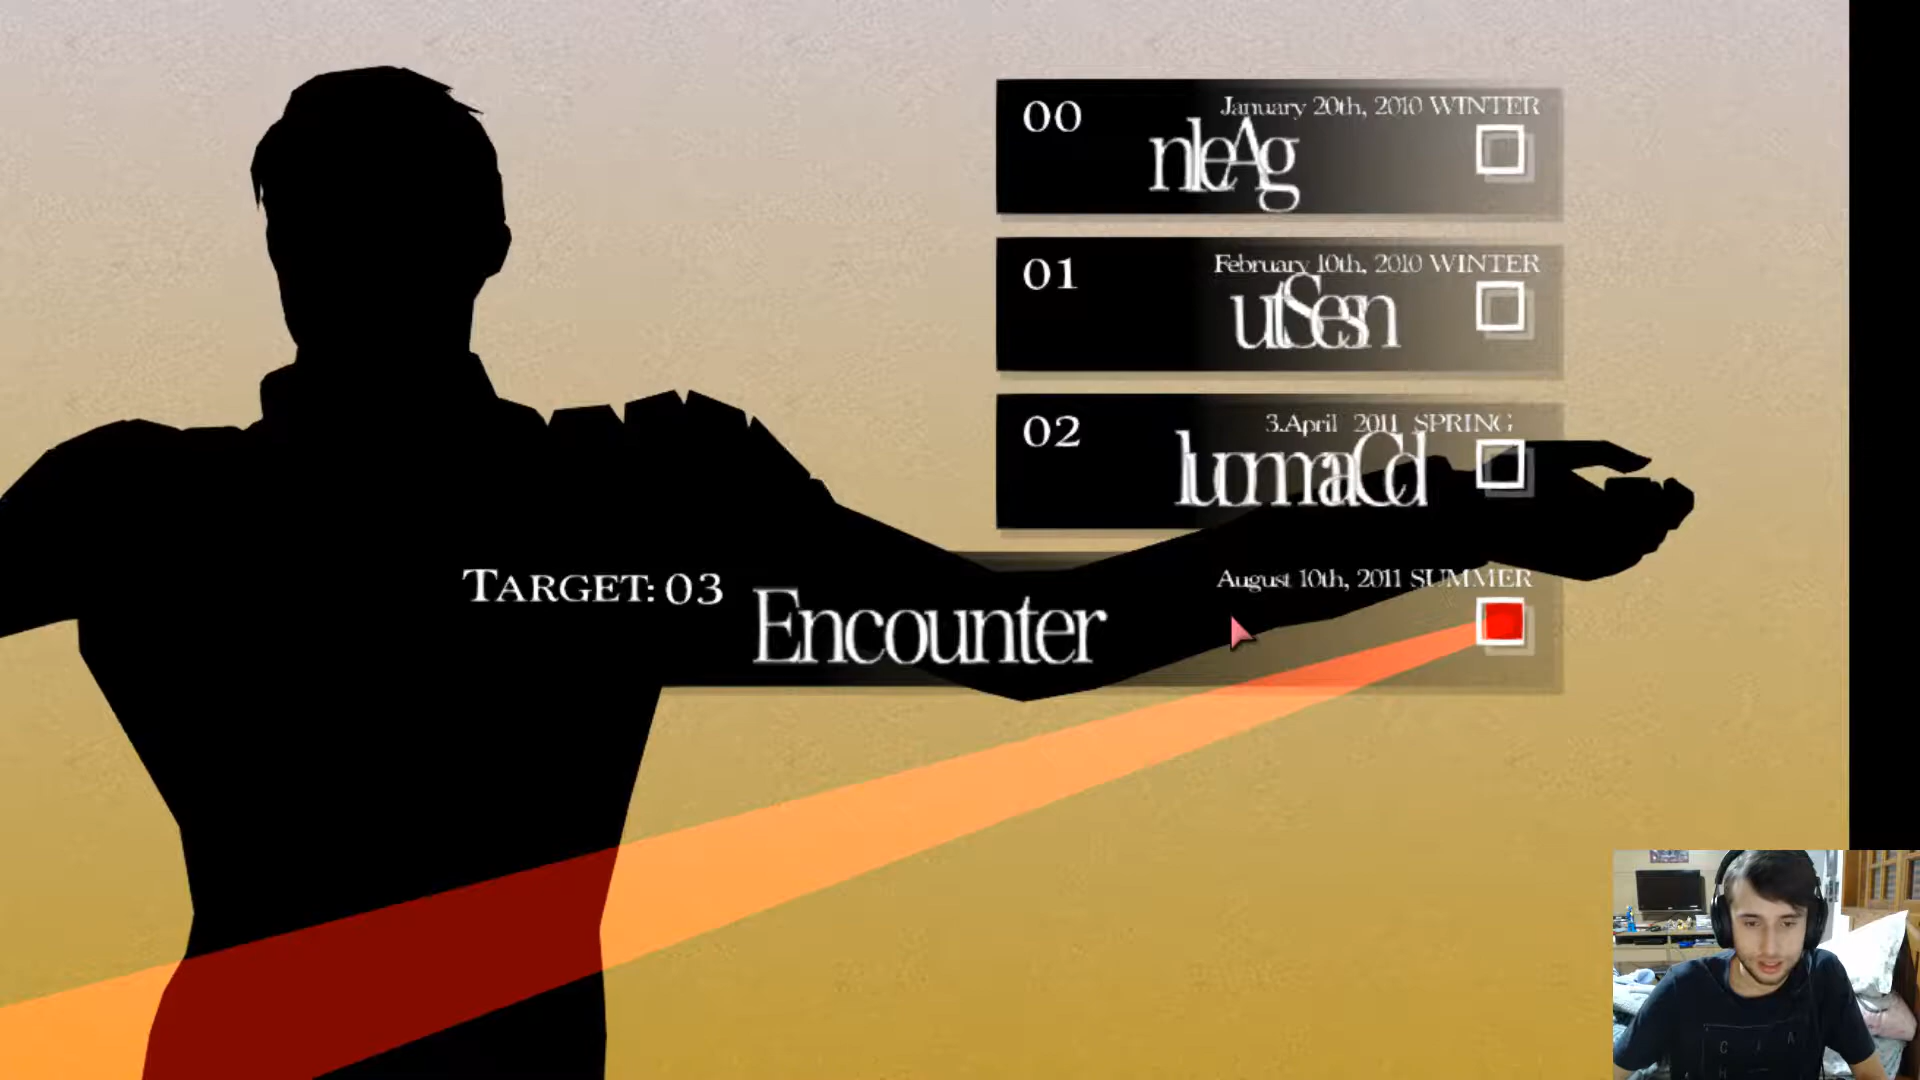 00
January 20th, 2010 WINTER
nleAg
01
February 10th, 2010 WINTER
utSesn
02
3.April 2011 SPRING
luomraaCd
TARGET: 03
August 10th, 2011 SUMMER
Encounter